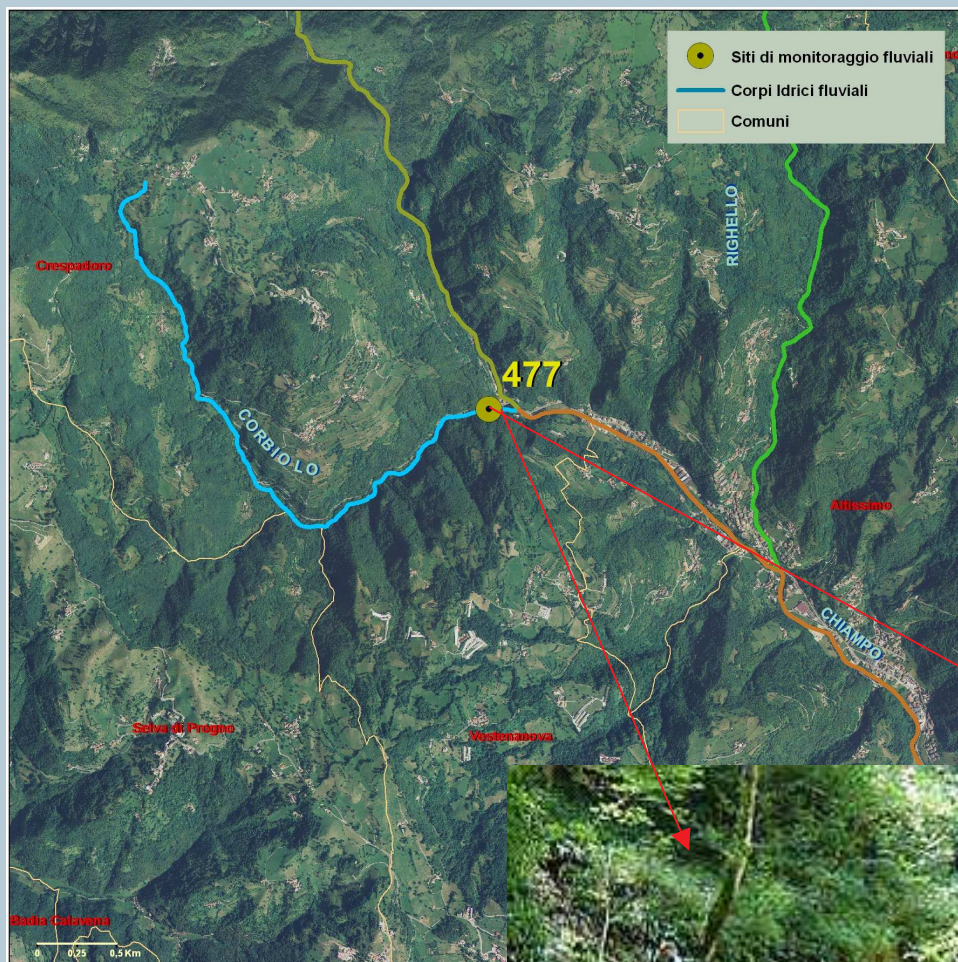 Siti di monitoraggio fluviali
Corpi Idrici fluviali
Comuni
RIGHELLO
Crespadoro
477
CORBIOLO
Altissimo
CHIAMPO
Selva di Progno
Vestenanova
Badia Calavena
0 0,25 0,5 Km